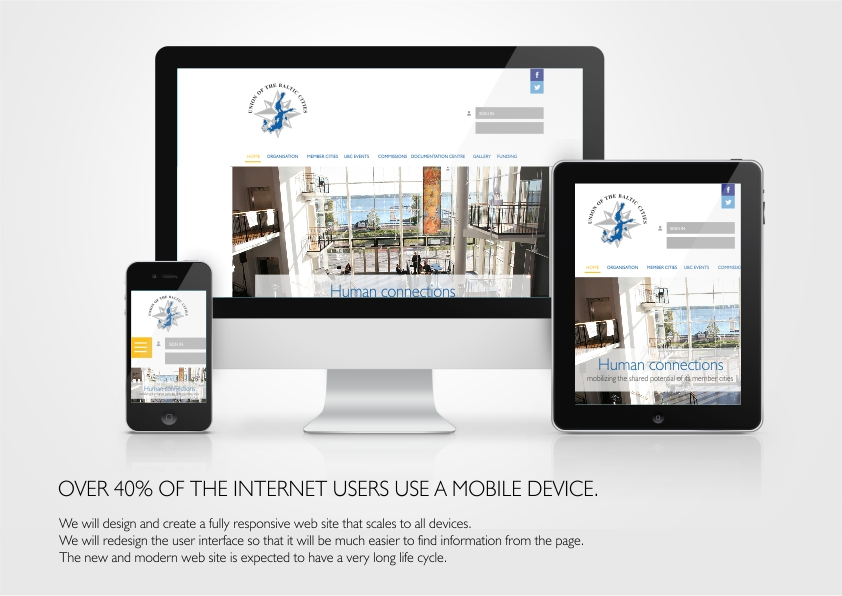 UNION OF THE BALTIC CITIES
SIGN IN
HOME ORGANISATION MEMBER CITIES UBC EVENTS COMMISSIONS DOCUMENTATION CENTRE GALLERY FUNDING
Human connections
UNION OF THE BALTIC CITIES
SIGN IN
HOME ORGANISATION MEMBER CITIES UBC EVENTS COMMISSIO
Human connections
mobilizing the shared potential of its member cities
UNION OF THE BALTIC CITIES
SIGN IN
Human connections
OVER 40% OF THE INTERNET USERS USE A MOBILE DEVICE.
We will design and create a fully responsive web site that scales to all devices.
We will redesign the user interface so that it will be much easier to find information from the page.
The new and modern web site is expected to have a very long life cycle.